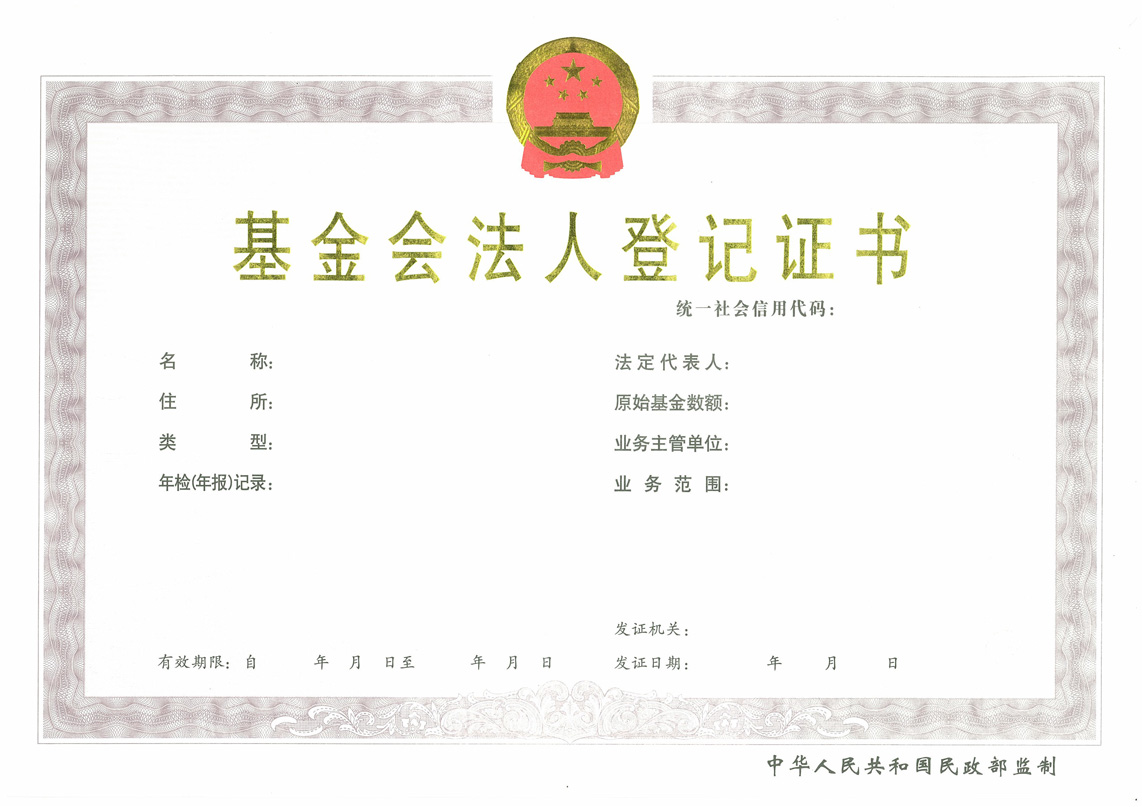 基金会法人登记证书
统一社会信用代码:
名 称:
法定代表人:
住 所:
原始基金数额:
类 型:
业务主管单位:
年检(年报)记录:
业务范围:
发证机关:
有效期限: 自 年 月 日至 年 月 日
发证日期: 年 月 日
中华人民共和国民政部监制